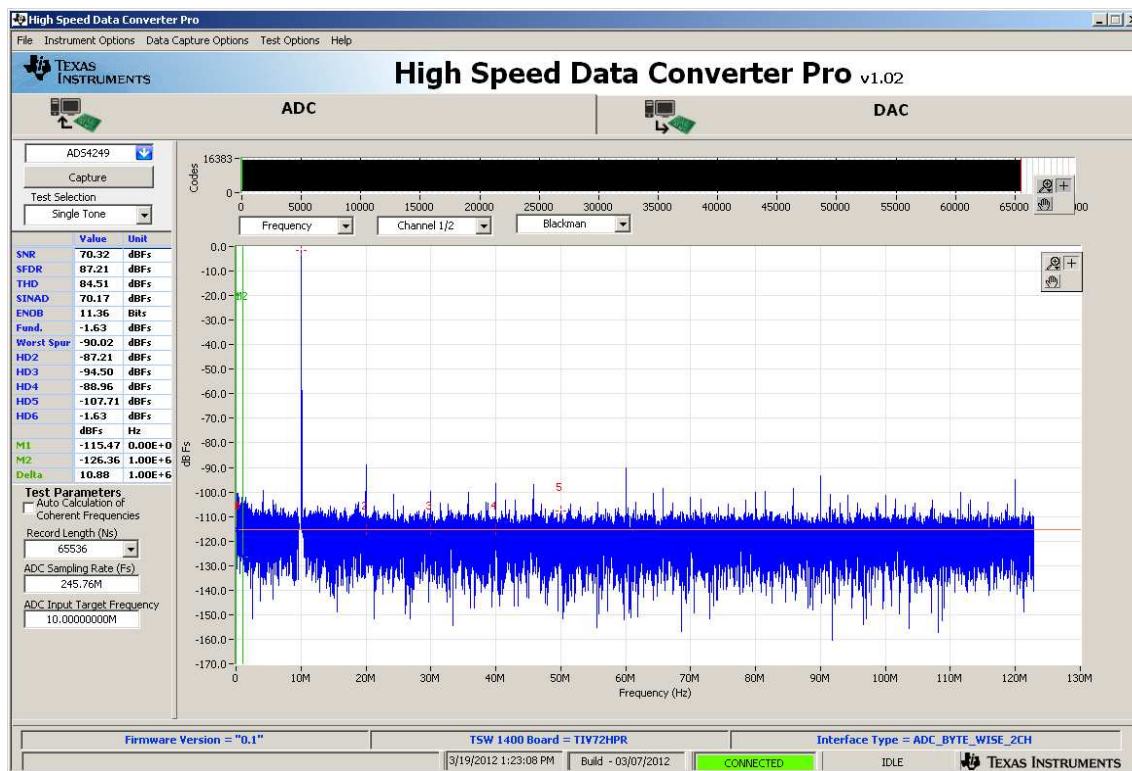 High Speed Data Converter Pro
File Instrument Options Data Capture Options Test Options Help
TEXAS INSTRUMENTS
High Speed Data Converter Pro v1.02
ADC
DAC
ADS4249
Capture
Test Selection
Single Tone
Value Unit
SNR 70.32 dBFs
SFDR 87.21 dBFs
THD 84.51 dBFs
SINAD 70.17 dBFs
ENOB 11.36 Bits
Fund. -1.63 dBFs
Worst Spur -90.02 dBFs
HD2 -87.21 dBFs
HD3 -94.50 dBFs
HD4 -88.96 dBFs
HD5 -107.71 dBFs
HD6 -1.63 dBFs
dBFs Hz
M1 -115.47 0.00E+0
M2 -126.36 1.00E+6
Delta 10.88 1.00E+6
Test Parameters
Auto Calculation of
Coherent Frequencies
Record Length (Ns)
65536
ADC Sampling Rate (Fs)
245.76M
ADC Input Target Frequency
10.00000000M
Codes
16383
0
0 5000 10000 15000 20000 25000 30000 35000 40000 45000 50000 55000 60000 65000
Frequency
Channel 1/2
Blackman
dB Fs
0.0
-10.0
-20.0
-30.0
-40.0
-50.0
-60.0
-70.0
-80.0
-90.0
-100.0
-110.0
-120.0
-130.0
-140.0
-150.0
-160.0
-170.0
M2
2
3
4
5
0 10M 20M 30M 40M 50M 60M 70M 80M 90M 100M 110M 120M 130M
Frequency (Hz)
Firmware Version = "0.1"
TSW 1400 Board = TIV72HPR
Interface Type = ADC_BYTE_WISE_2CH
3/19/2012 1:23:08 PM
Build - 03/07/2012
CONNECTED
IDLE
TEXAS INSTRUMENTS